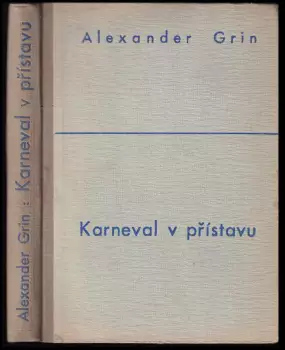 Alexander Grin : Karneval v přístavu
Alexander Grin
Karneval v přístavu